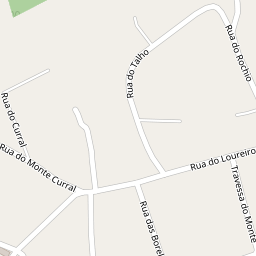 Rua do Rochio
Rua do Talho
Rua do Curral
Rua do Monte Curral
Rua do Loureiro
Travessa do Monte
Rua das Borel